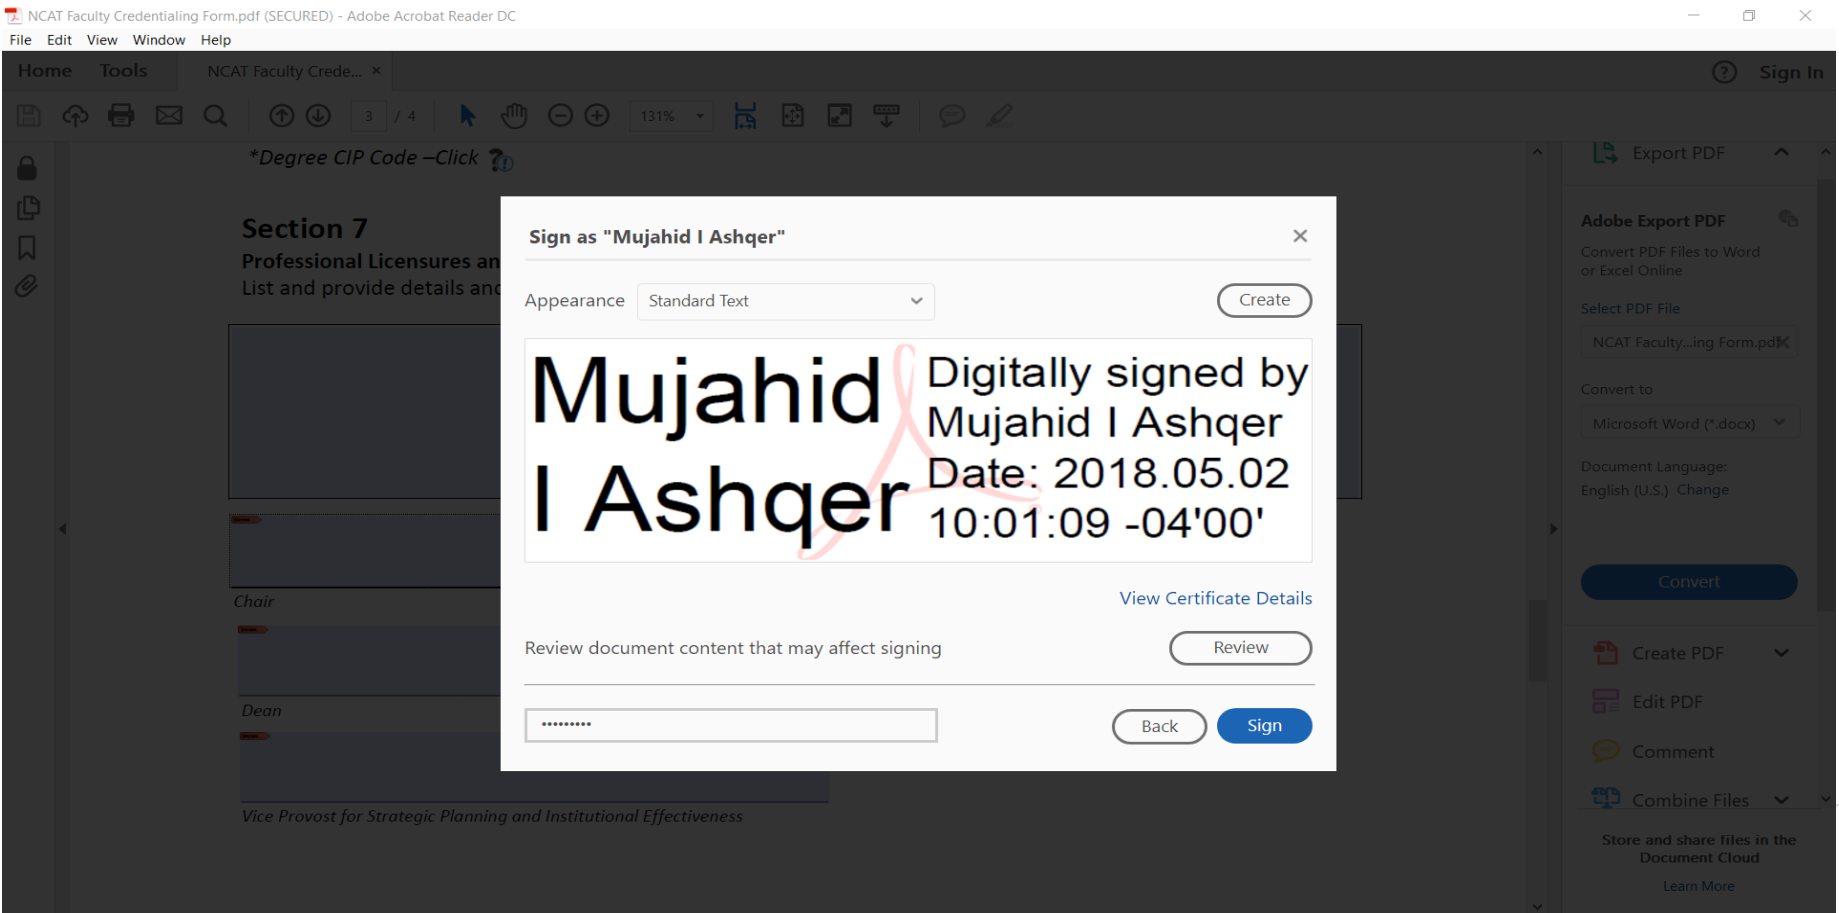 NCAT Faculty Credentialing Form.pdf (SECURED) - Adobe Acrobat Reader DC
File Edit View Window Help
Home Tools NCAT Faculty Crede... × ? Sign In
3 / 4 131%
*Degree CIP Code –Click
Section 7
Professional Licensures an
List and provide details and
Chair
Dean
Vice Provost for Strategic Planning and Institutional Effectiveness
Sign as "Mujahid I Ashqer"
Appearance Standard Text Create
Mujahid
I Ashqer
Digitally signed by
Mujahid I Ashqer
Date: 2018.05.02
10:01:09 -04'00'
View Certificate Details
Review document content that may affect signing Review
•••••••••
Back Sign
Export PDF
Adobe Export PDF
Convert PDF Files to Word
or Excel Online
Select PDF File
NCAT Faculty...ing Form.pdf
Convert to
Microsoft Word (*.docx)
Document Language:
English (U.S.) Change
Convert
Create PDF
Edit PDF
Comment
Combine Files
Store and share files in the
Document Cloud
Learn More